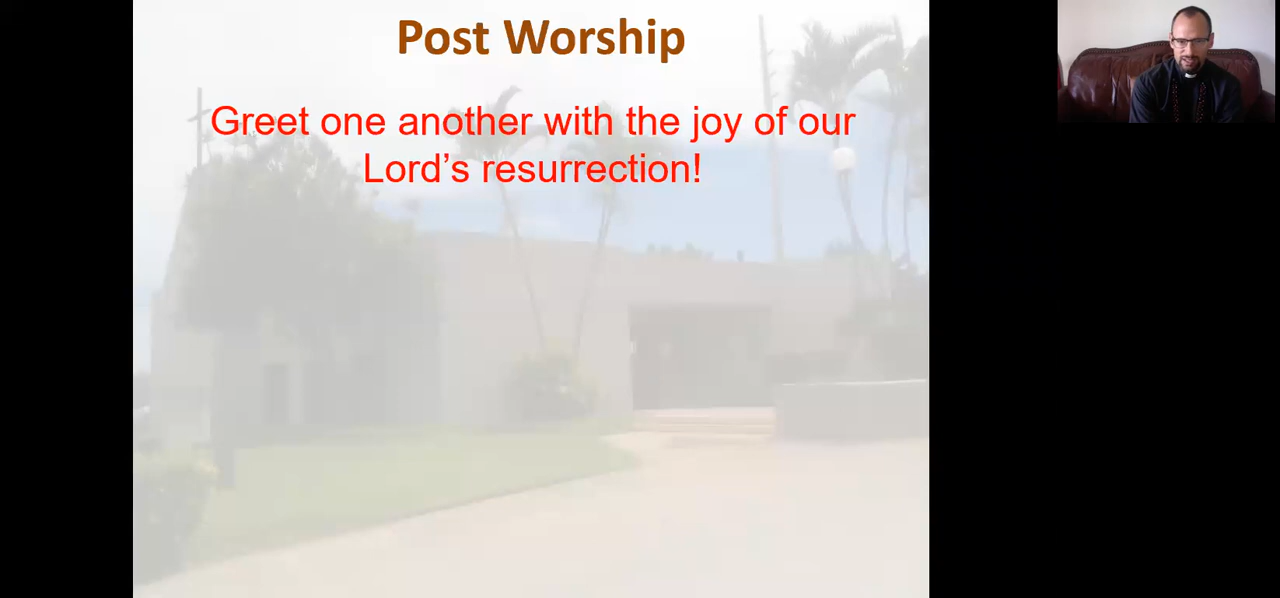 Post Worship
Greet one another with the joy of our
Lord’s resurrection!